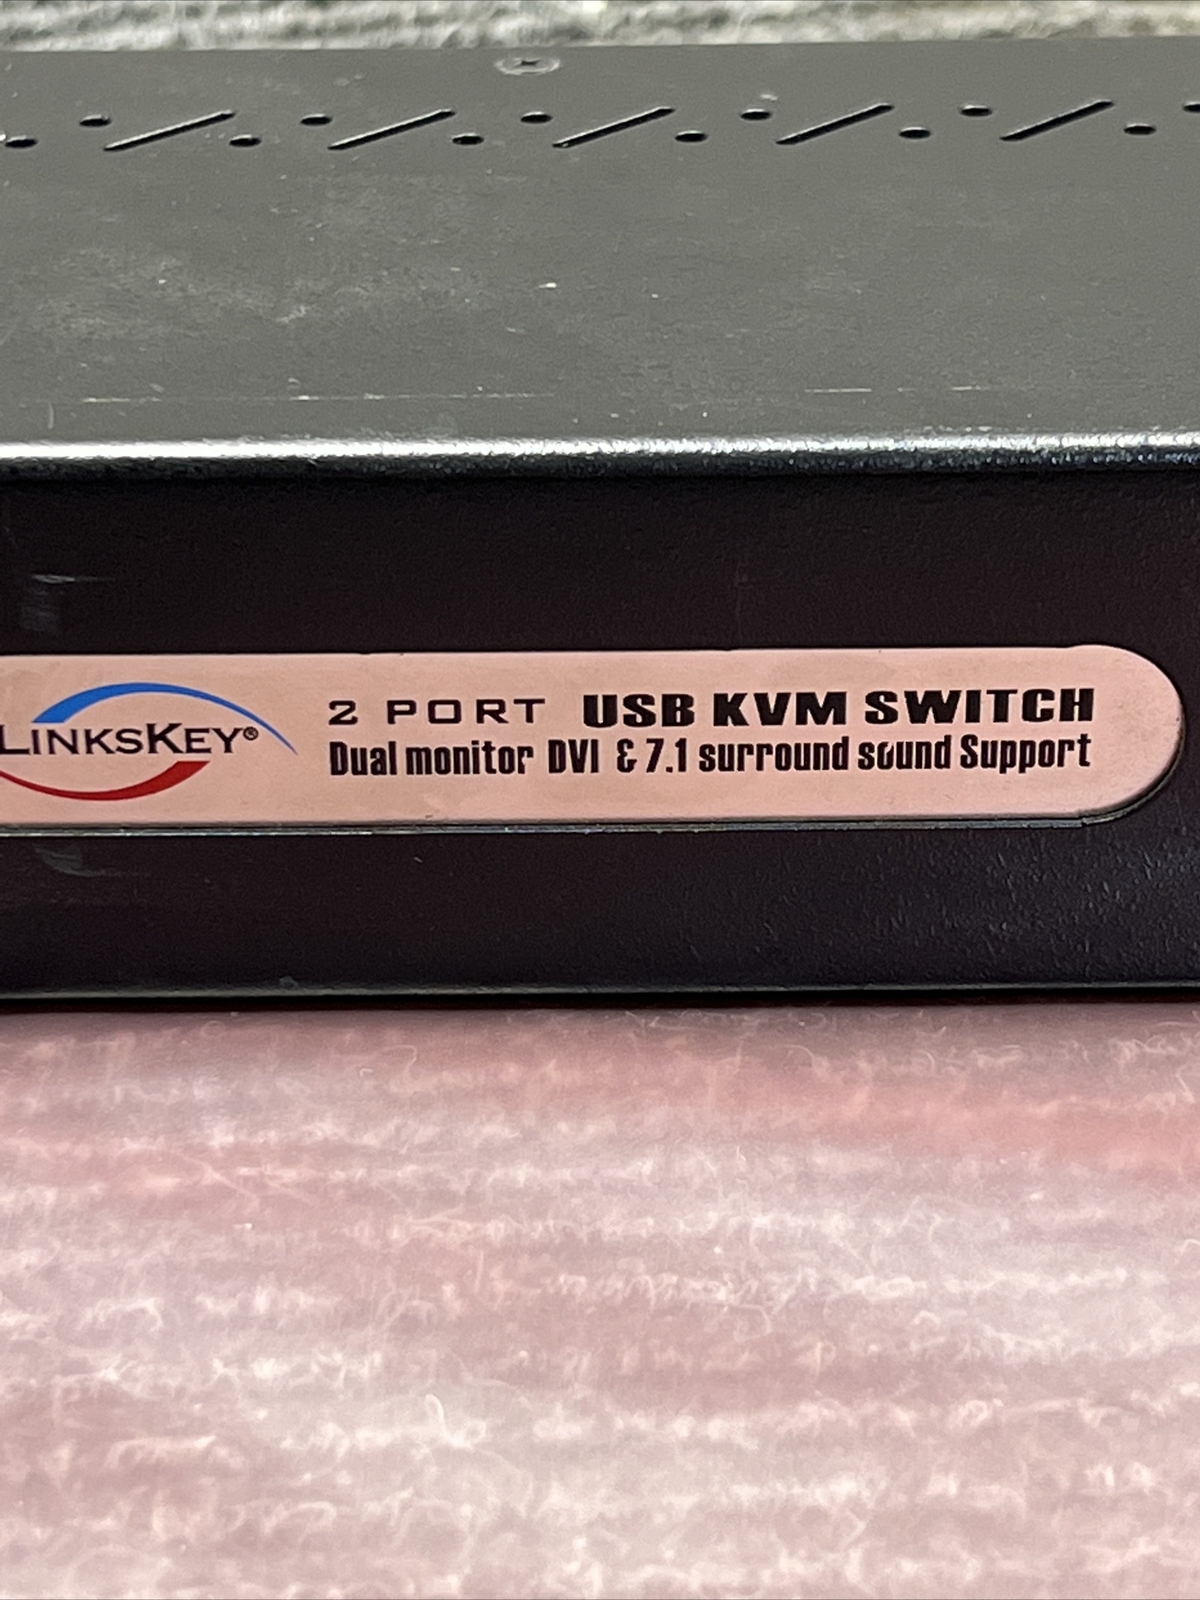 LINKSKEY®
2 PORT USB KVM SWITCH
Dual monitor DVI & 7.1 surround sound Support